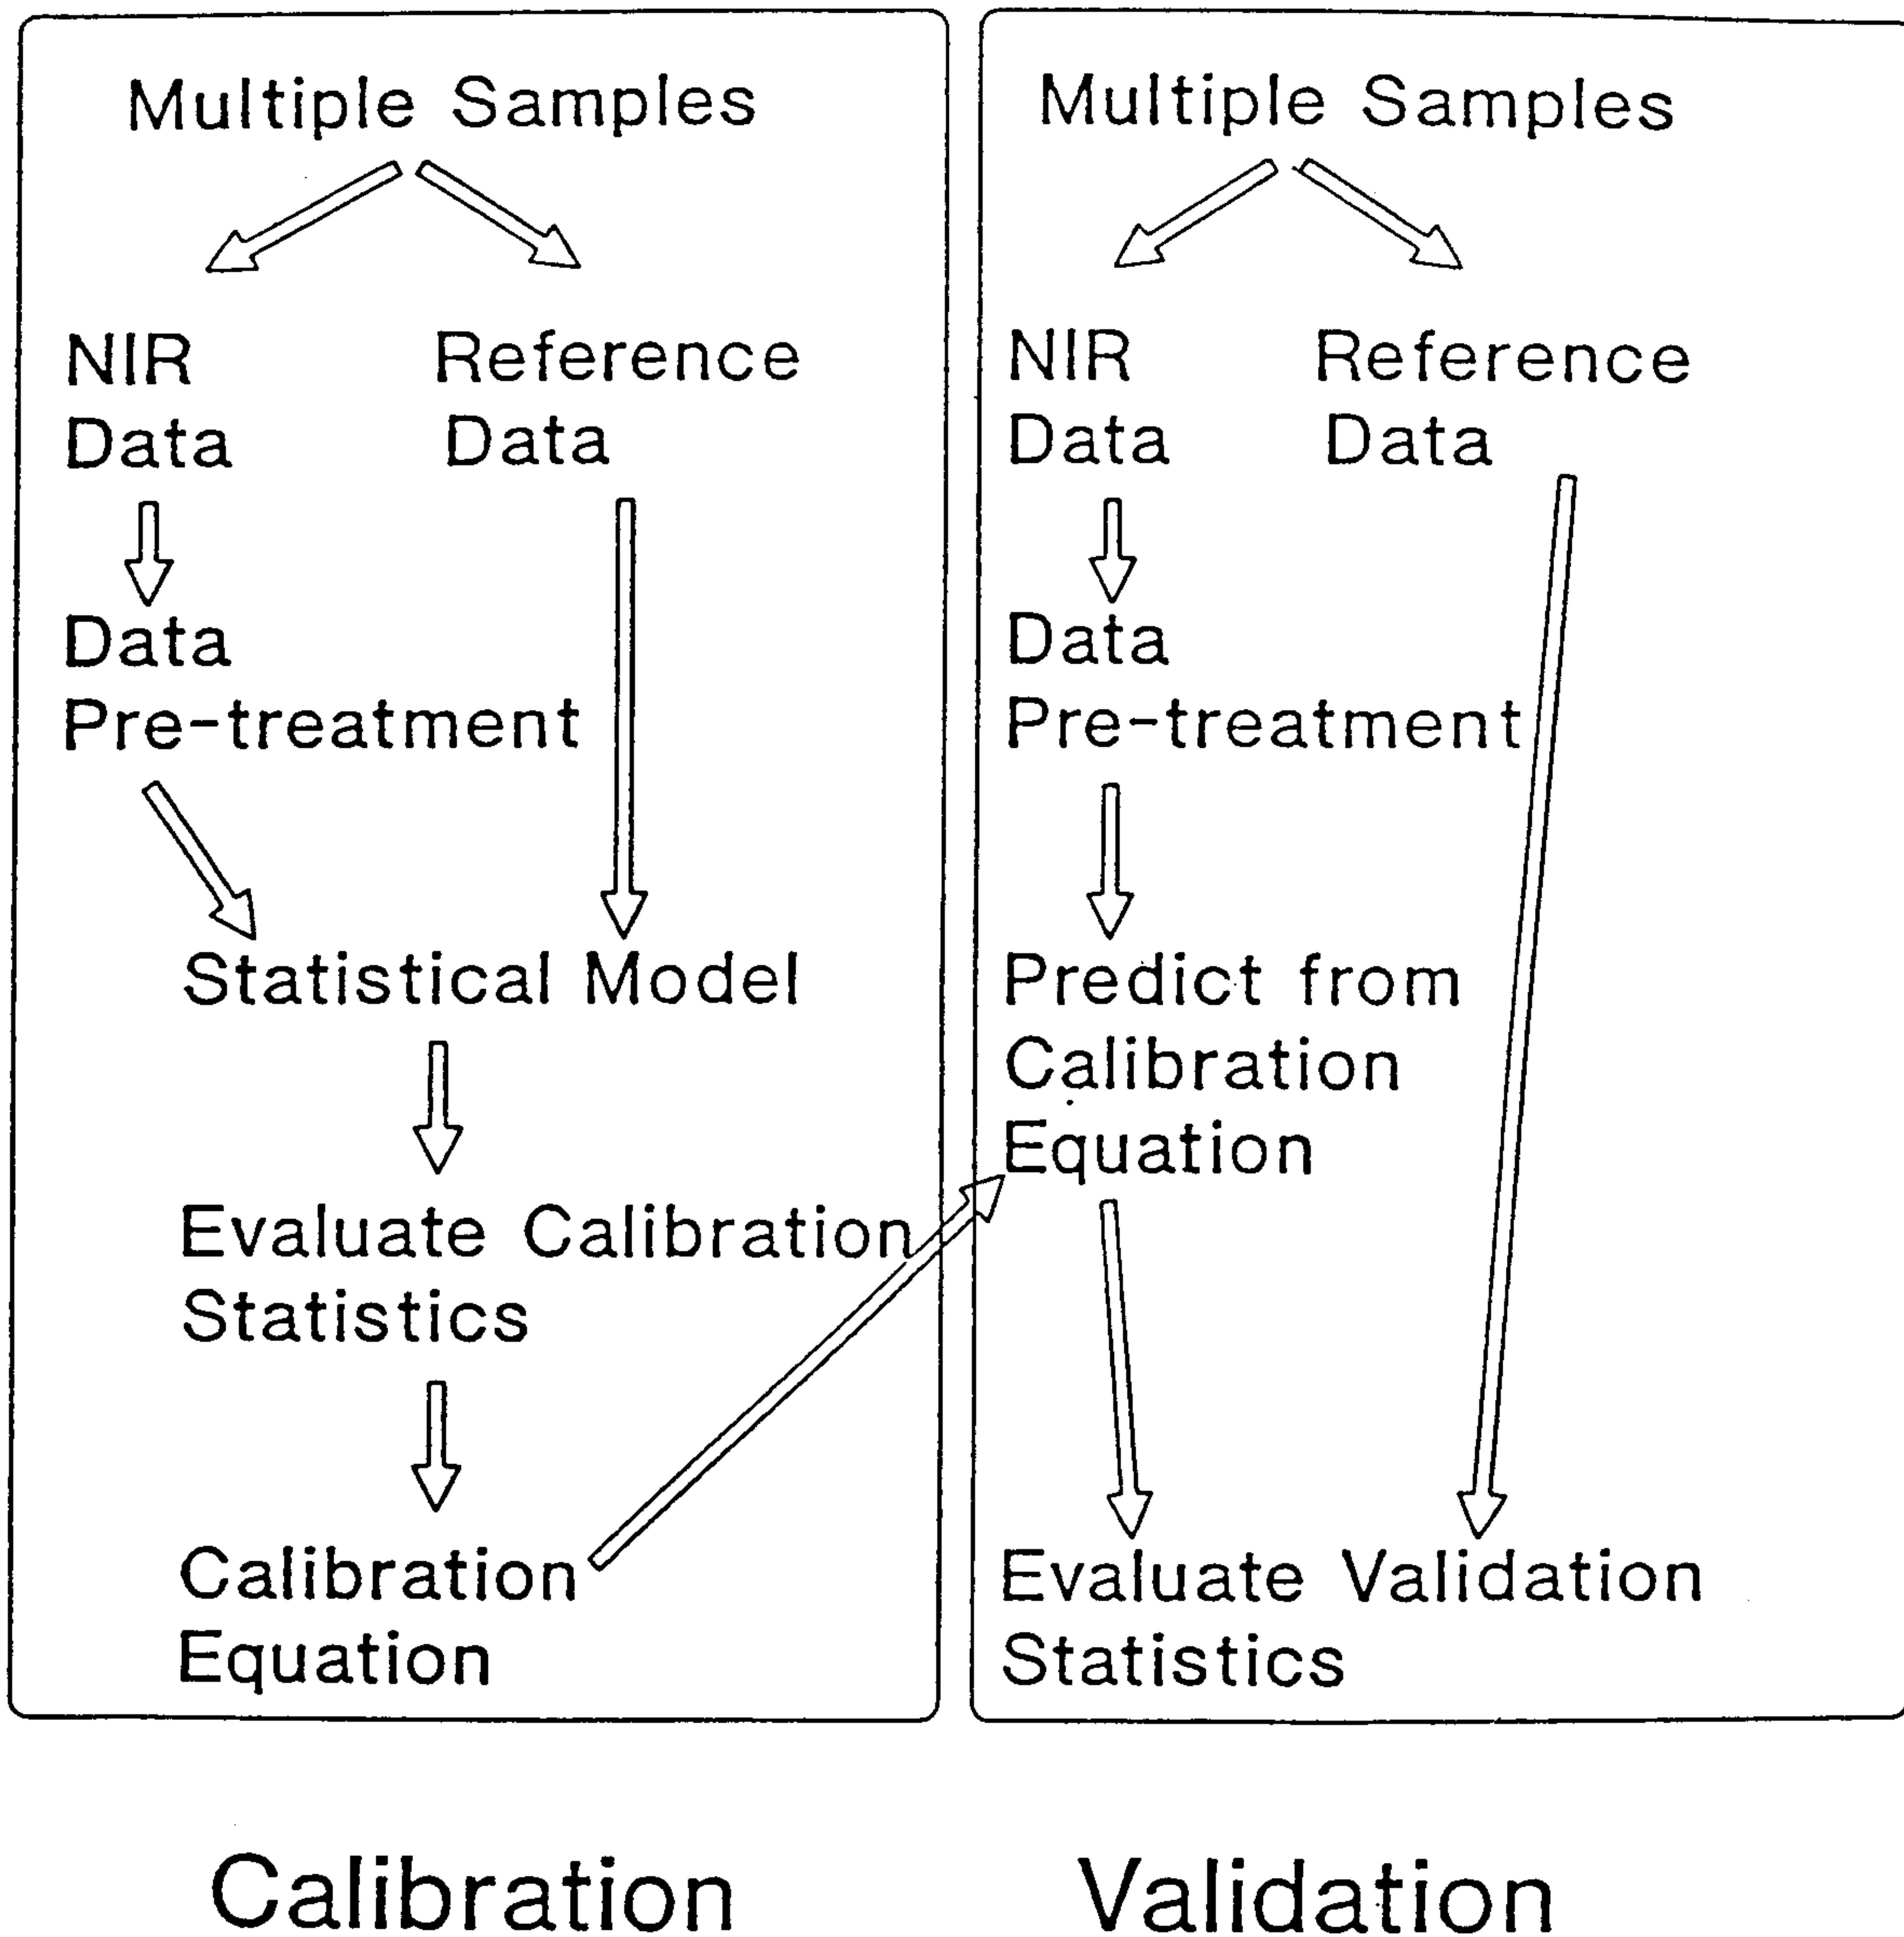 Multiple Samples
NIR
Data
Reference
Data
Data
Pre-treatment
Statistical Model
Evaluate Calibration
Statistics
Calibration
Equation
Calibration
Multiple Samples
NIR
Data
Reference
Data
Data
Pre-treatment
Predict from
Calibration
Equation
Evaluate Validation
Statistics
Validation